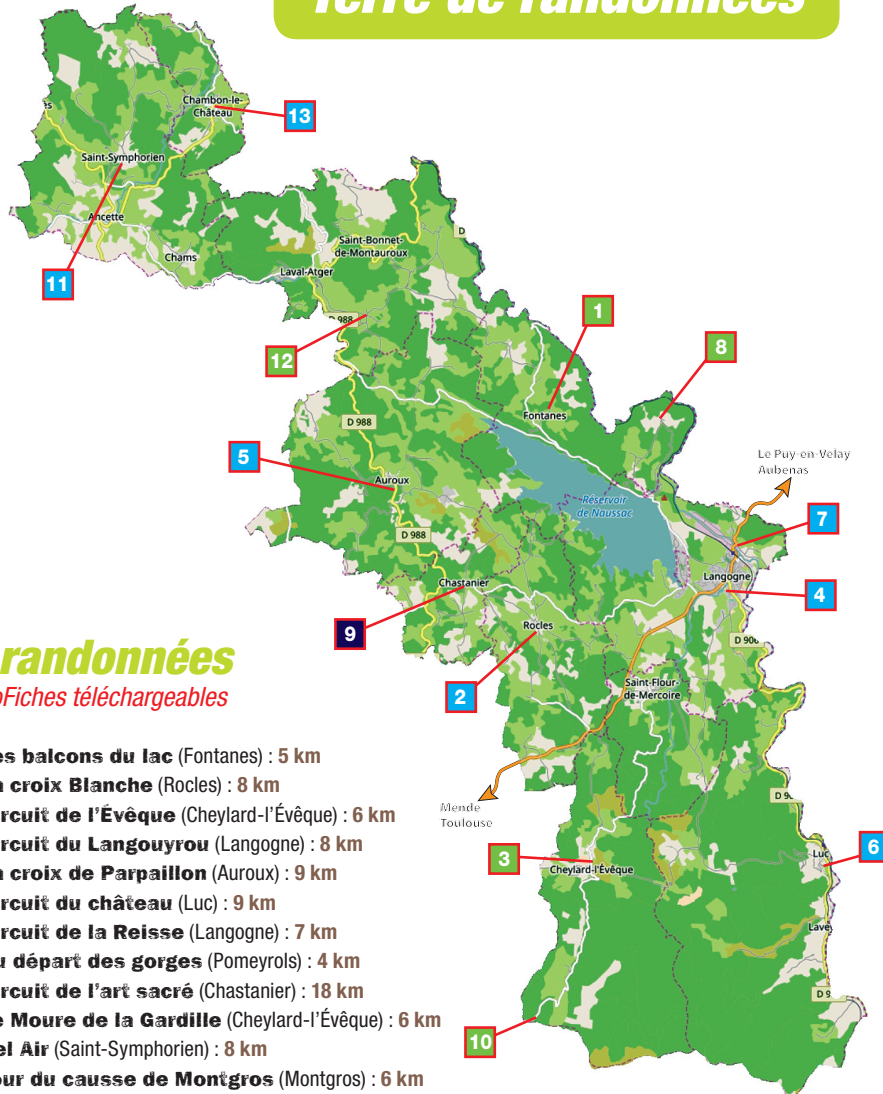 Terre de randonnées
Chambon-le-
Château
13
ès
Saint-Symphorien
Ancette
Chams
11
D
Saint-Bonnet-
de-Montauroux
Laval-Atger
D 988
12
1
8
Fontanes
D 988
5
Auroux
Le Puy-en-Velay
Aubenas
Réservoir
de Naussac
7
D 988
Langogne
4
Chastanier
9
Rocles
D 906
2
Saint-Flour-
de-Mercoire
Mende
Toulouse
D 9
3
Cheylard-l'Évêque
Luc
6
Lave
D 9
10
randonnées
Fiches téléchargeables
es balcons du lac (Fontanes) : 5 km
a croix Blanche (Rocles) : 8 km
rcuit de l'Évêque (Cheylard-l'Évêque) : 6 km
rcuit du Langouyrou (Langogne) : 8 km
a croix de Parpaillon (Auroux) : 9 km
rcuit du château (Luc) : 9 km
rcuit de la Reisse (Langogne) : 7 km
u départ des gorges (Pomeyrols) : 4 km
rcuit de l'art sacré (Chastanier) : 18 km
e Moure de la Gardille (Cheylard-l'Évêque) : 6 km
el Air (Saint-Symphorien) : 8 km
our du causse de Montgros (Montgros) : 6 km